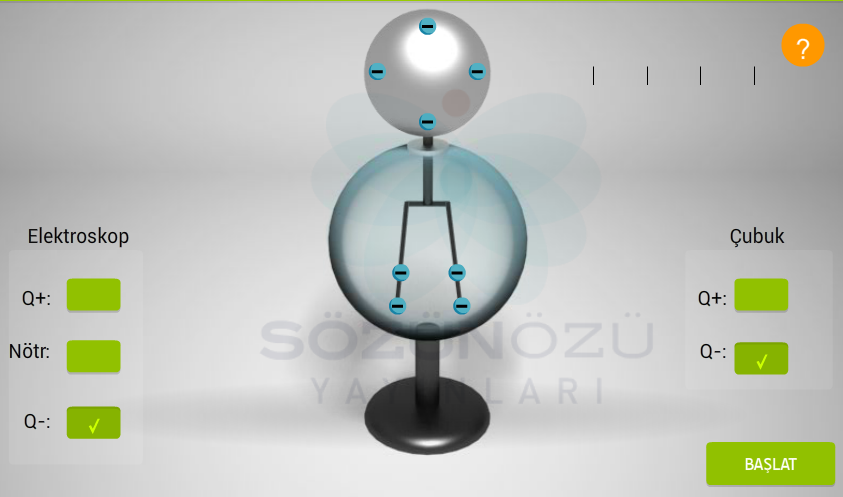 ?
Elektroskop
Q+:
Nötr:
Q-: ✓
Çubuk
Q+:
Q-: ✓
SÖZÜNÖZÜ
YAYINLARI
BAŞLAT